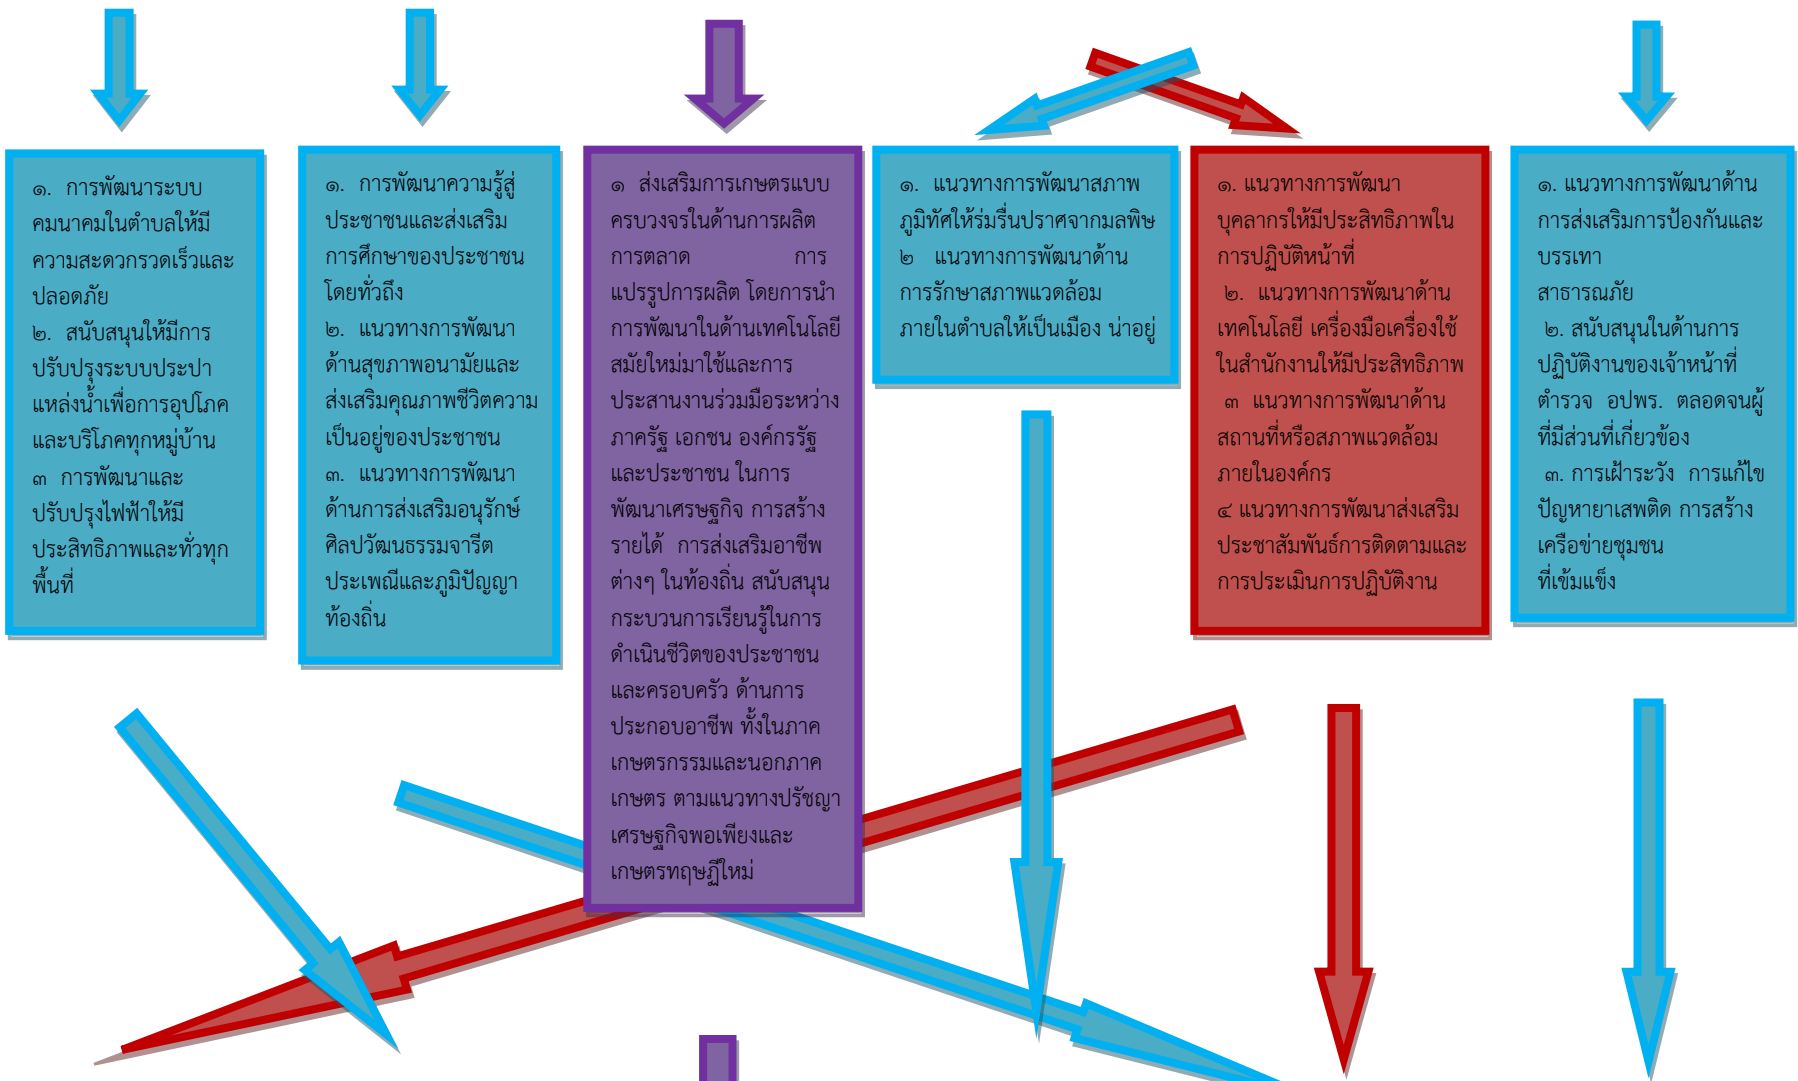 ๑. การพัฒนาระบบ
คมนาคมในตำบลให้มี
ความสะดวกรวดเร็วและ
ปลอดภัย
๒. สนับสนุนให้มีการ
ปรับปรุงระบบประปา
แหล่งน้ำเพื่อการอุปโภค
และบริโภคทุกหมู่บ้าน
๓ การพัฒนาและ
ปรับปรุงไฟฟ้าให้มี
ประสิทธิภาพและทั่วทุก
พื้นที่
๑. การพัฒนาความรู้สู่
ประชาชนและส่งเสริม
การศึกษาของประชาชน
โดยทั่วถึง
๒. แนวทางการพัฒนา
ด้านสุขภาพอนามัยและ
ส่งเสริมคุณภาพชีวิตความ
เป็นอยู่ของประชาชน
๓. แนวทางการพัฒนา
ด้านการส่งเสริมอนุรักษ์
ศิลปวัฒนธรรมจารีต
ประเพณีและภูมิปัญญา
ท้องถิ่น
๑ ส่งเสริมการเกษตรแบบ
ครบวงจรในด้านการผลิต
การตลาด การ
แปรรูปการผลิต โดยการนำ
การพัฒนาในด้านเทคโนโลยี
สมัยใหม่มาใช้และการ
ประสานงานร่วมมือระหว่าง
ภาครัฐ เอกชน องค์กรรัฐ
และประชาชน ในการ
พัฒนาเศรษฐกิจ การสร้าง
รายได้ การส่งเสริมอาชีพ
ต่างๆ ในท้องถิ่น สนับสนุน
กระบวนการเรียนรู้ในการ
ดำเนินชีวิตของประชาชน
และครอบครัว ด้านการ
ประกอบอาชีพ ทั้งในภาค
เกษตรกรรมและนอกภาค
เกษตร ตามแนวทางปรัชญา
เศรษฐกิจพอเพียงและ
เกษตรทฤษฎีใหม่
๑. แนวทางการพัฒนาสภาพ
ภูมิทัศให้ร่มรื่นปราศจากมลพิษ
๒ แนวทางการพัฒนาด้าน
การรักษาสภาพแวดล้อม
ภายในตำบลให้เป็นเมือง น่าอยู่
๑. แนวทางการพัฒนา
บุคลากรให้มีประสิทธิภาพใน
การปฏิบัติหน้าที่
๒. แนวทางการพัฒนาด้าน
เทคโนโลยี เครื่องมือเครื่องใช้
ในสำนักงานให้มีประสิทธิภาพ
๓ แนวทางการพัฒนาด้าน
สถานที่หรือสภาพแวดล้อม
ภายในองค์กร
๔ แนวทางการพัฒนาส่งเสริม
ประชาสัมพันธ์การติดตามและ
การประเมินการปฏิบัติงาน
๑. แนวทางการพัฒนาด้าน
การส่งเสริมการป้องกันและ
บรรเทา
สาธารณภัย
๒. สนับสนุนในด้านการ
ปฏิบัติงานของเจ้าหน้าที่
ตำรวจ อปพร. ตลอดจนผู้
ที่มีส่วนที่เกี่ยวข้อง
๓. การเฝ้าระวัง การแก้ไข
ปัญหายาเสพติด การสร้าง
เครือข่ายชุมชน
ที่เข้มแข็ง